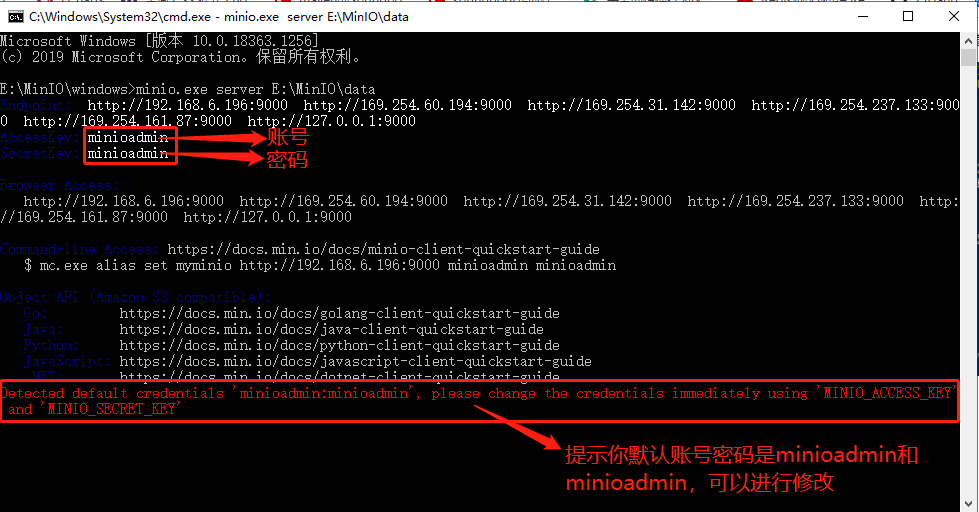 C:\Windows\System32\cmd.exe - minio.exe  server E:\MinIO\data
Microsoft Windows [版本 10.0.18363.1256]
(c) 2019 Microsoft Corporation。保留所有权利。
E:\MinIO\windows>minio.exe server E:\MinIO\data
Endpoint:  http://192.168.6.196:9000  http://169.254.60.194:9000  http://169.254.31.142:9000  http://169.254.237.133:900
0  http://169.254.161.87:9000  http://127.0.0.1:9000
AccessKey: minioadmin 账号
SecretKey: minioadmin 密码
Browser Access:
http://192.168.6.196:9000  http://169.254.60.194:9000  http://169.254.31.142:9000  http://169.254.237.133:9000  http:
//169.254.161.87:9000  http://127.0.0.1:9000
Command-line Access: https://docs.min.io/docs/minio-client-quickstart-guide
$ mc.exe alias set myminio http://192.168.6.196:9000 minioadmin minioadmin
Object API (Amazon S3 compatible):
Go:         https://docs.min.io/docs/golang-client-quickstart-guide
Java:       https://docs.min.io/docs/java-client-quickstart-guide
Python:     https://docs.min.io/docs/python-client-quickstart-guide
JavaScript: https://docs.min.io/docs/javascript-client-quickstart-guide
.NET:       https://docs.min.io/docs/dotnet-client-quickstart-guide
Detected default credentials 'minioadmin:minioadmin', please change the credentials immediately using 'MINIO_ACCESS_KEY'
and 'MINIO_SECRET_KEY'
提示你默认账号密码是minioadmin和
minioadmin，可以进行修改